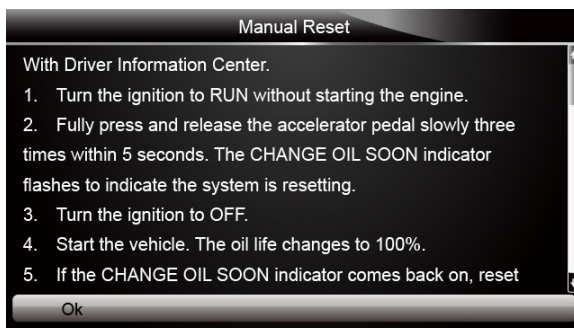 Manual Reset
With Driver Information Center.
1. Turn the ignition to RUN without starting the engine.
2. Fully press and release the accelerator pedal slowly three
times within 5 seconds. The CHANGE OIL SOON indicator
flashes to indicate the system is resetting.
3. Turn the ignition to OFF.
4. Start the vehicle. The oil life changes to 100%.
5. If the CHANGE OIL SOON indicator comes back on, reset
Ok